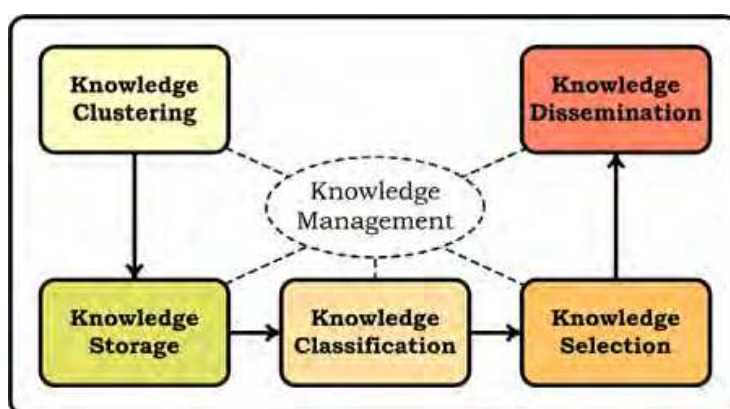 Knowledge
Clustering
Knowledge
Dissemination
Knowledge
Management
Knowledge
Storage
Knowledge
Classification
Knowledge
Selection